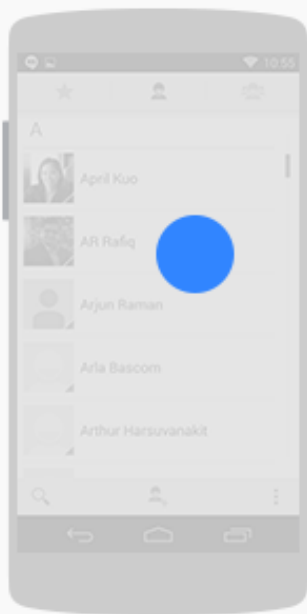 10:55
A
April Kuo
AR Rafiq
Arjun Raman
Arla Bascom
Arthur Harsuvanakit